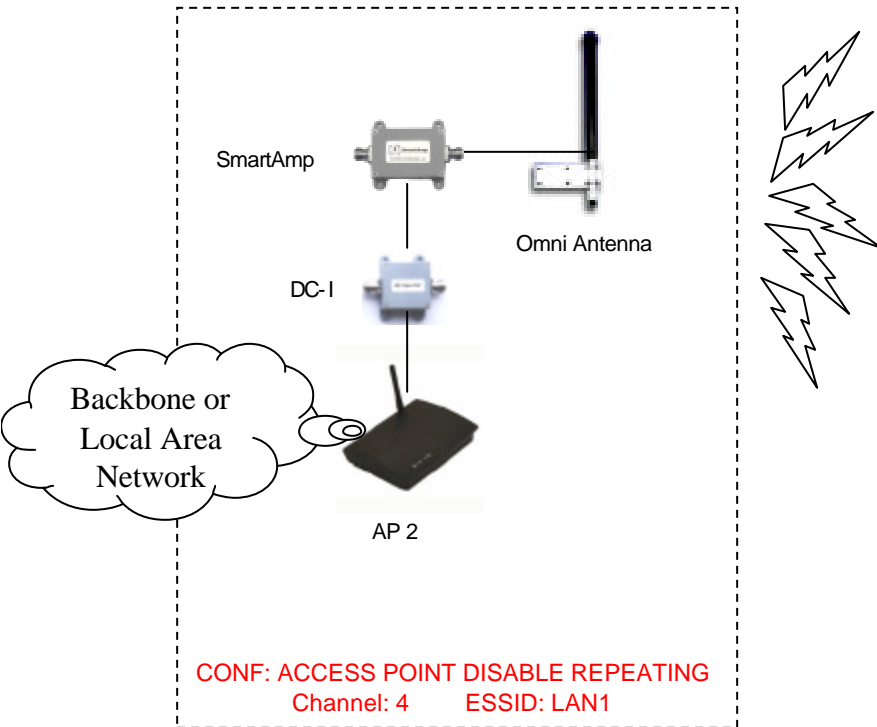 SmartAmp
Omni Antenna
DC-I
Backbone or
Local Area
Network
AP 2
CONF: ACCESS POINT DISABLE REPEATING
Channel: 4 ESSID: LAN1